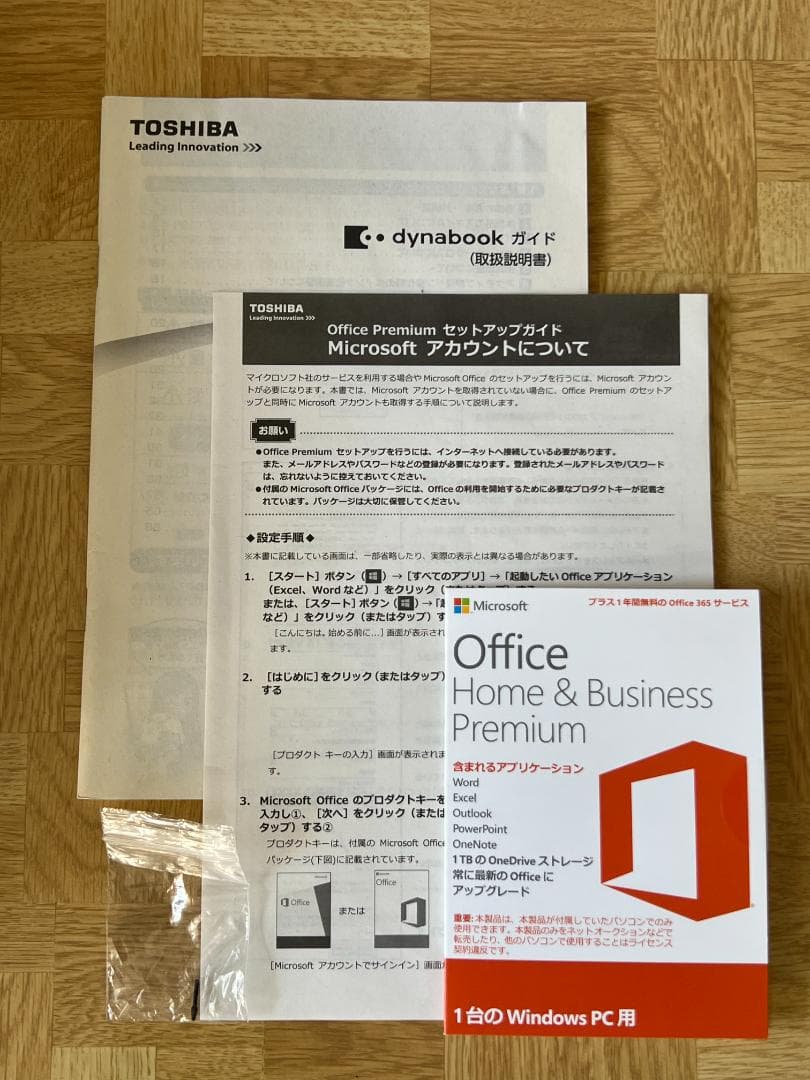 TOSHIBA
Leading Innovation >>>
dynabook ガイド
(取扱説明書)
TOSHIBA
Leading Innovation >>>
Office Premium セットアップガイド
Microsoft アカウントについて
マイクロソフト社のサービスを利用する場合や Microsoft Office のセットアップを行うには、Microsoft アカウン
トが必要になります。本書では、Microsoft アカウントを取得されていない場合に、Office Premium のセットア
ップと同時に Microsoft アカウントも取得する手順について説明します。
お願い
●Office Premium セットアップを行うには、インターネットへ接続している必要があります。
また、メールアドレスやパスワードなどの登録が必要になります。登録されたメールアドレスやパスワード
は、忘れないように控えておいてください。
●付属の Microsoft Office パッケージには、Office の利用を開始するために必要なプロダクトキーが記載さ
れています。パッケージは大切に保管してください。
◆設定手順◆
※本書に記載している画面は、一部省略したり、実際の表示とは異なる場合があります。
1. [スタート] ボタン ( ) → [すべてのアプリ] → 「起動したい Office アプリケーション
(Excel、Word など) 」をクリック
または、[スタート] ボタン ( ) →
など) 」をクリック (またはタップ) す
[こんにちは。始める前に...] 画面が表示され
ます。
2. [はじめに] をクリック (またはタップ)
する
[プロダクト キーの入力] 画面が表示されま
す。
3. Microsoft Office のプロダクトキーを
入力し①、[次へ] をクリック (または
タップ) する②
プロダクトキーは、付属の Microsoft Offic
パッケージ(下図)に記載されています。
Office
または
Office
[Microsoft アカウントでサインイン] 画面
Microsoft
プラス1年間無料の Office 365 サービス
Office
Home & Business
Premium
含まれるアプリケーション
Word
Excel
Outlook
PowerPoint
OneNote
1TB の OneDrive ストレージ
常に最新の Office に
アップグレード
重要: 本製品は、本製品が付属していたパソコンでのみ
使用できます。本製品のみをネットオークションなどで
転売したり、他のパソコンで使用することはライセンス
契約違反です。
1台の Windows PC 用